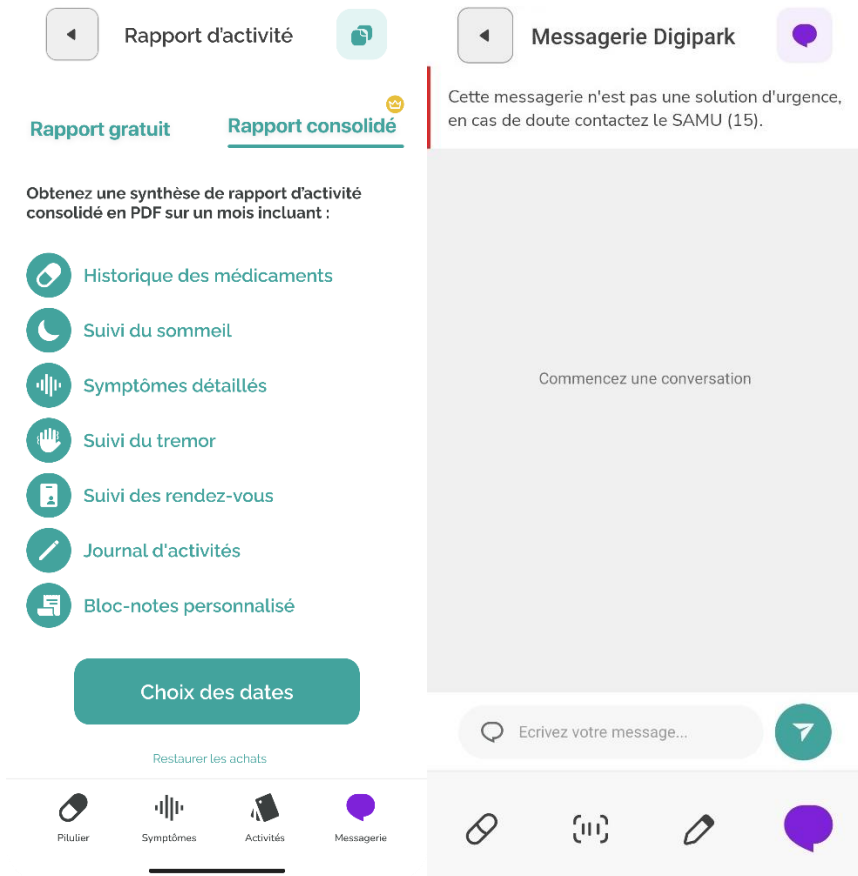 Rapport d'activité
Rapport gratuit
Rapport consolidé
Obtenez une synthèse de rapport d'activité
consolidé en PDF sur un mois incluant :
Historique des médicaments
Suivi du sommeil
Symptômes détaillés
Suivi du tremor
Suivi des rendez-vous
Journal d'activités
Bloc-notes personnalisé
Choix des dates
Restaurer les achats
Pilulier
Symptômes
Activités
Messagerie
Messagerie Digipark
Cette messagerie n'est pas une solution d'urgence,
en cas de doute contactez le SAMU (15).
Commencez une conversation
Ecrivez votre message...